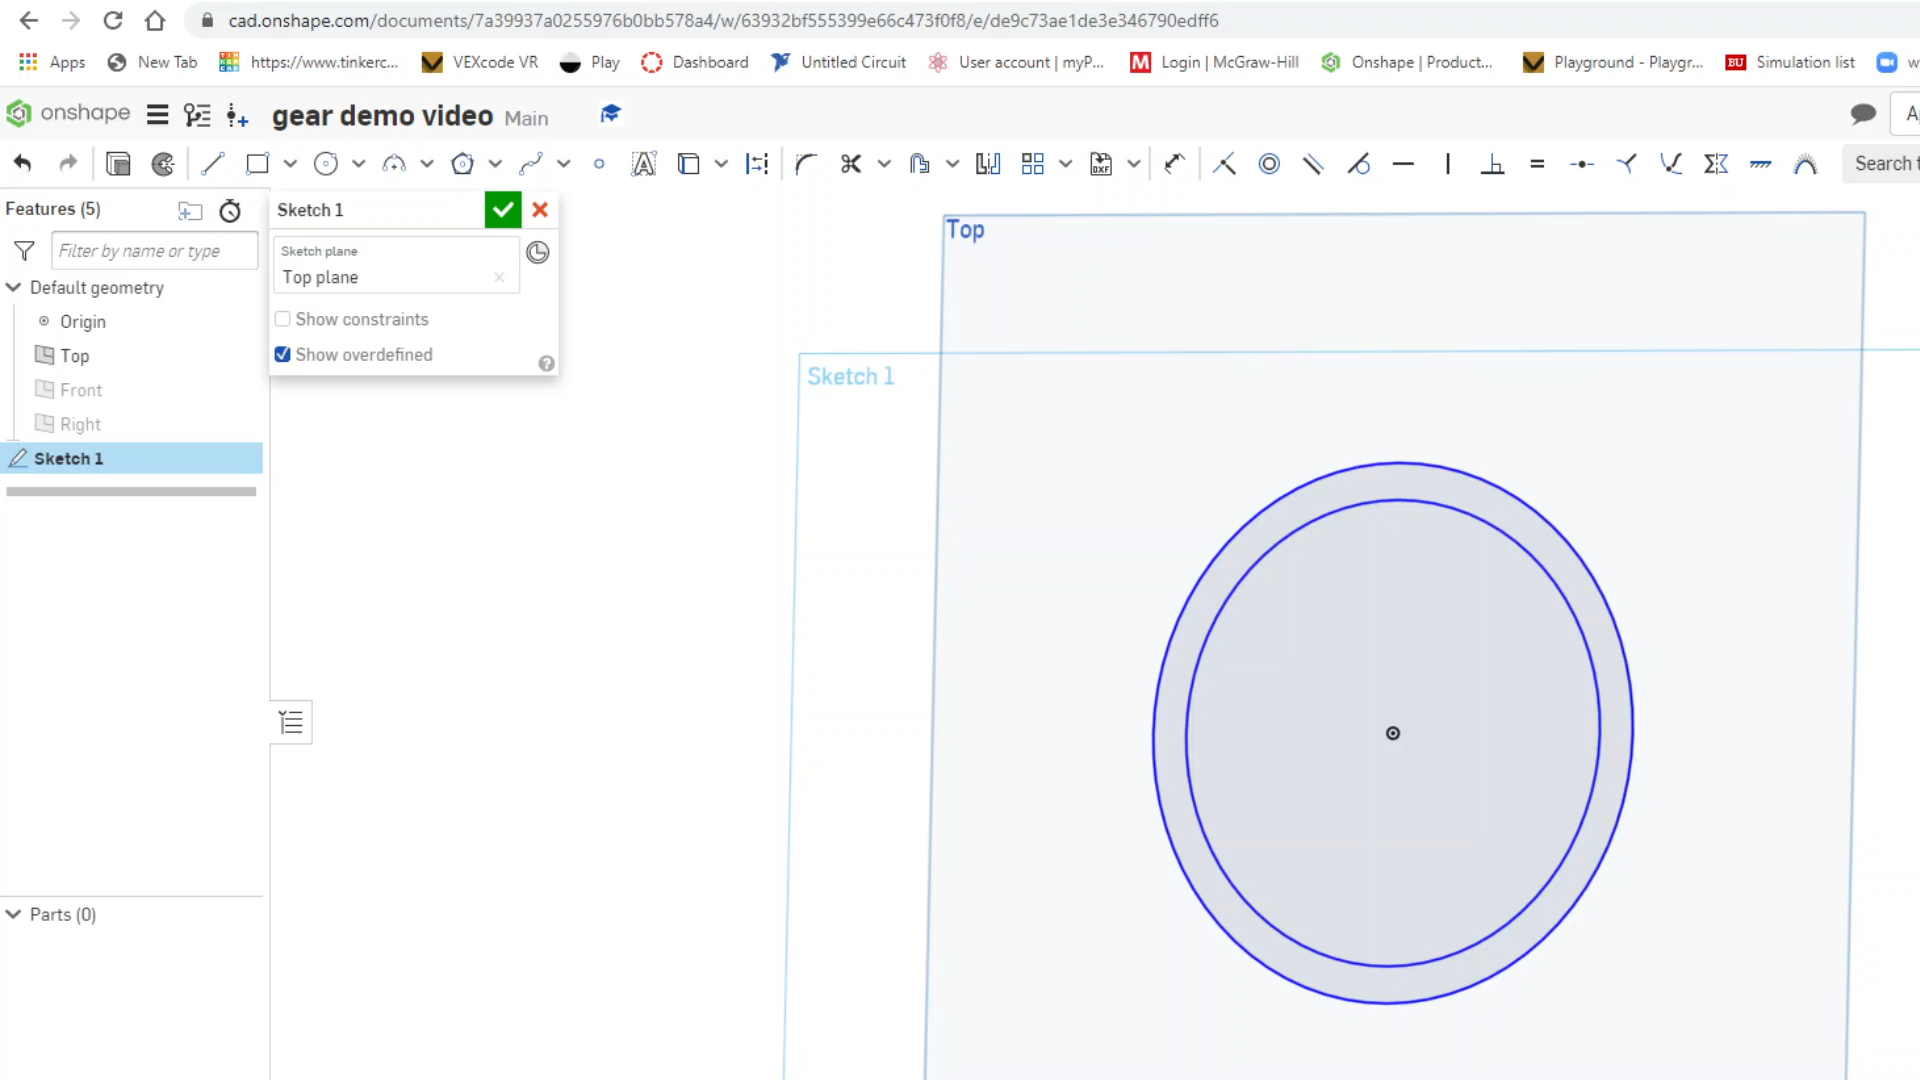 cad.onshape.com/documents/7a39937a0255976b0bb578a4/w/63932bf555399e66c473f0f8/e/de9c73ae1de3e346790edff6
Apps New Tab https://www.tinkerc... VEXcode VR Play Dashboard Untitled Circuit User account | myP... Login | McGraw-Hill Onshape | Product... Playground - Playgr... BU Simulation list w
onshape gear demo video Main Ap
DXF Search t
Features (5)
Filter by name or type
Default geometry
Origin
Top
Front
Right
Sketch 1
Parts (0)
Sketch 1
Sketch plane
Top plane
Show constraints
Show overdefined
Top
Sketch 1